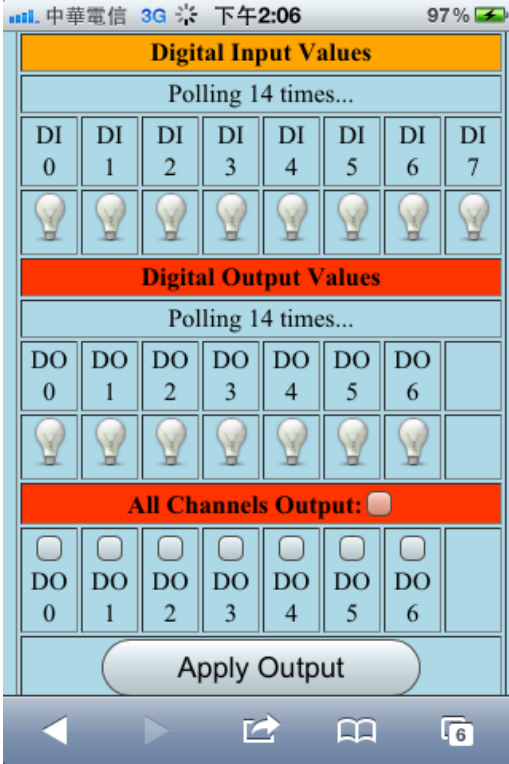 中華電信 3G 下午2:06 97%
Digital Input Values
Polling 14 times...
DI 0 DI 1 DI 2 DI 3 DI 4 DI 5 DI 6 DI 7
Digital Output Values
Polling 14 times...
DO 0 DO 1 DO 2 DO 3 DO 4 DO 5 DO 6
All Channels Output:
DO 0 DO 1 DO 2 DO 3 DO 4 DO 5 DO 6
Apply Output
6